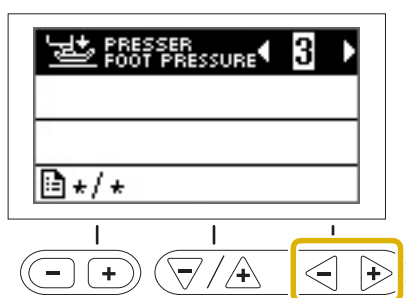 PRESSER
FOOT PRESSURE 3
* / *
- + - / + - +